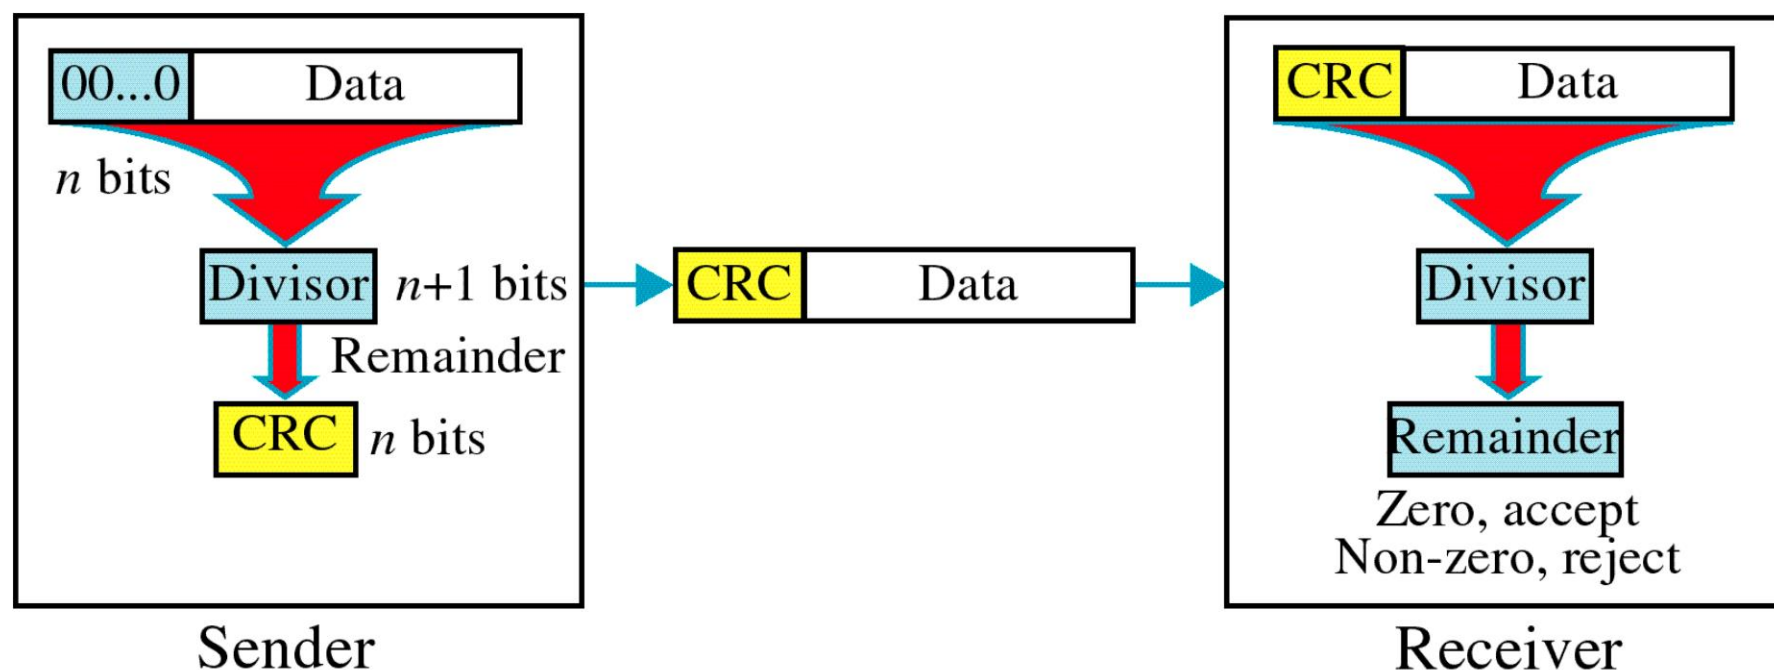 00...0 Data
n bits
Divisor n+1 bits
Remainder
CRC n bits
Sender
CRC Data
CRC Data
Divisor
Remainder
Zero, accept
Non-zero, reject
Receiver